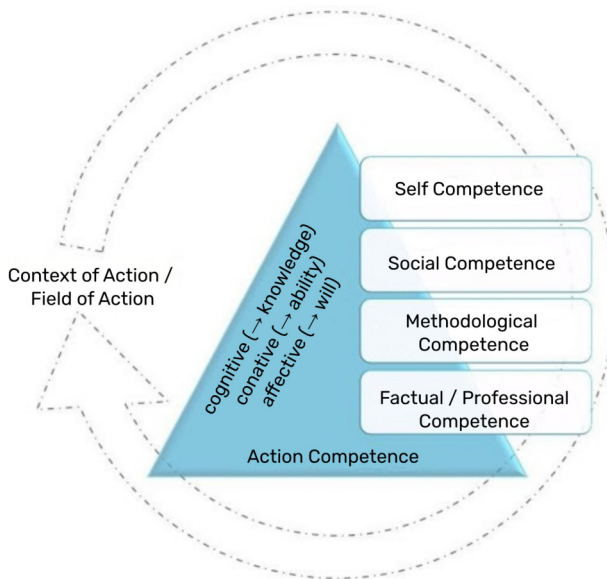 Self Competence
Social Competence
Context of Action /
Field of Action
cognitive (→ knowledge)
conative (→ ability)
affective (→ will)
Methodological
Competence
Factual / Professional
Competence
Action Competence